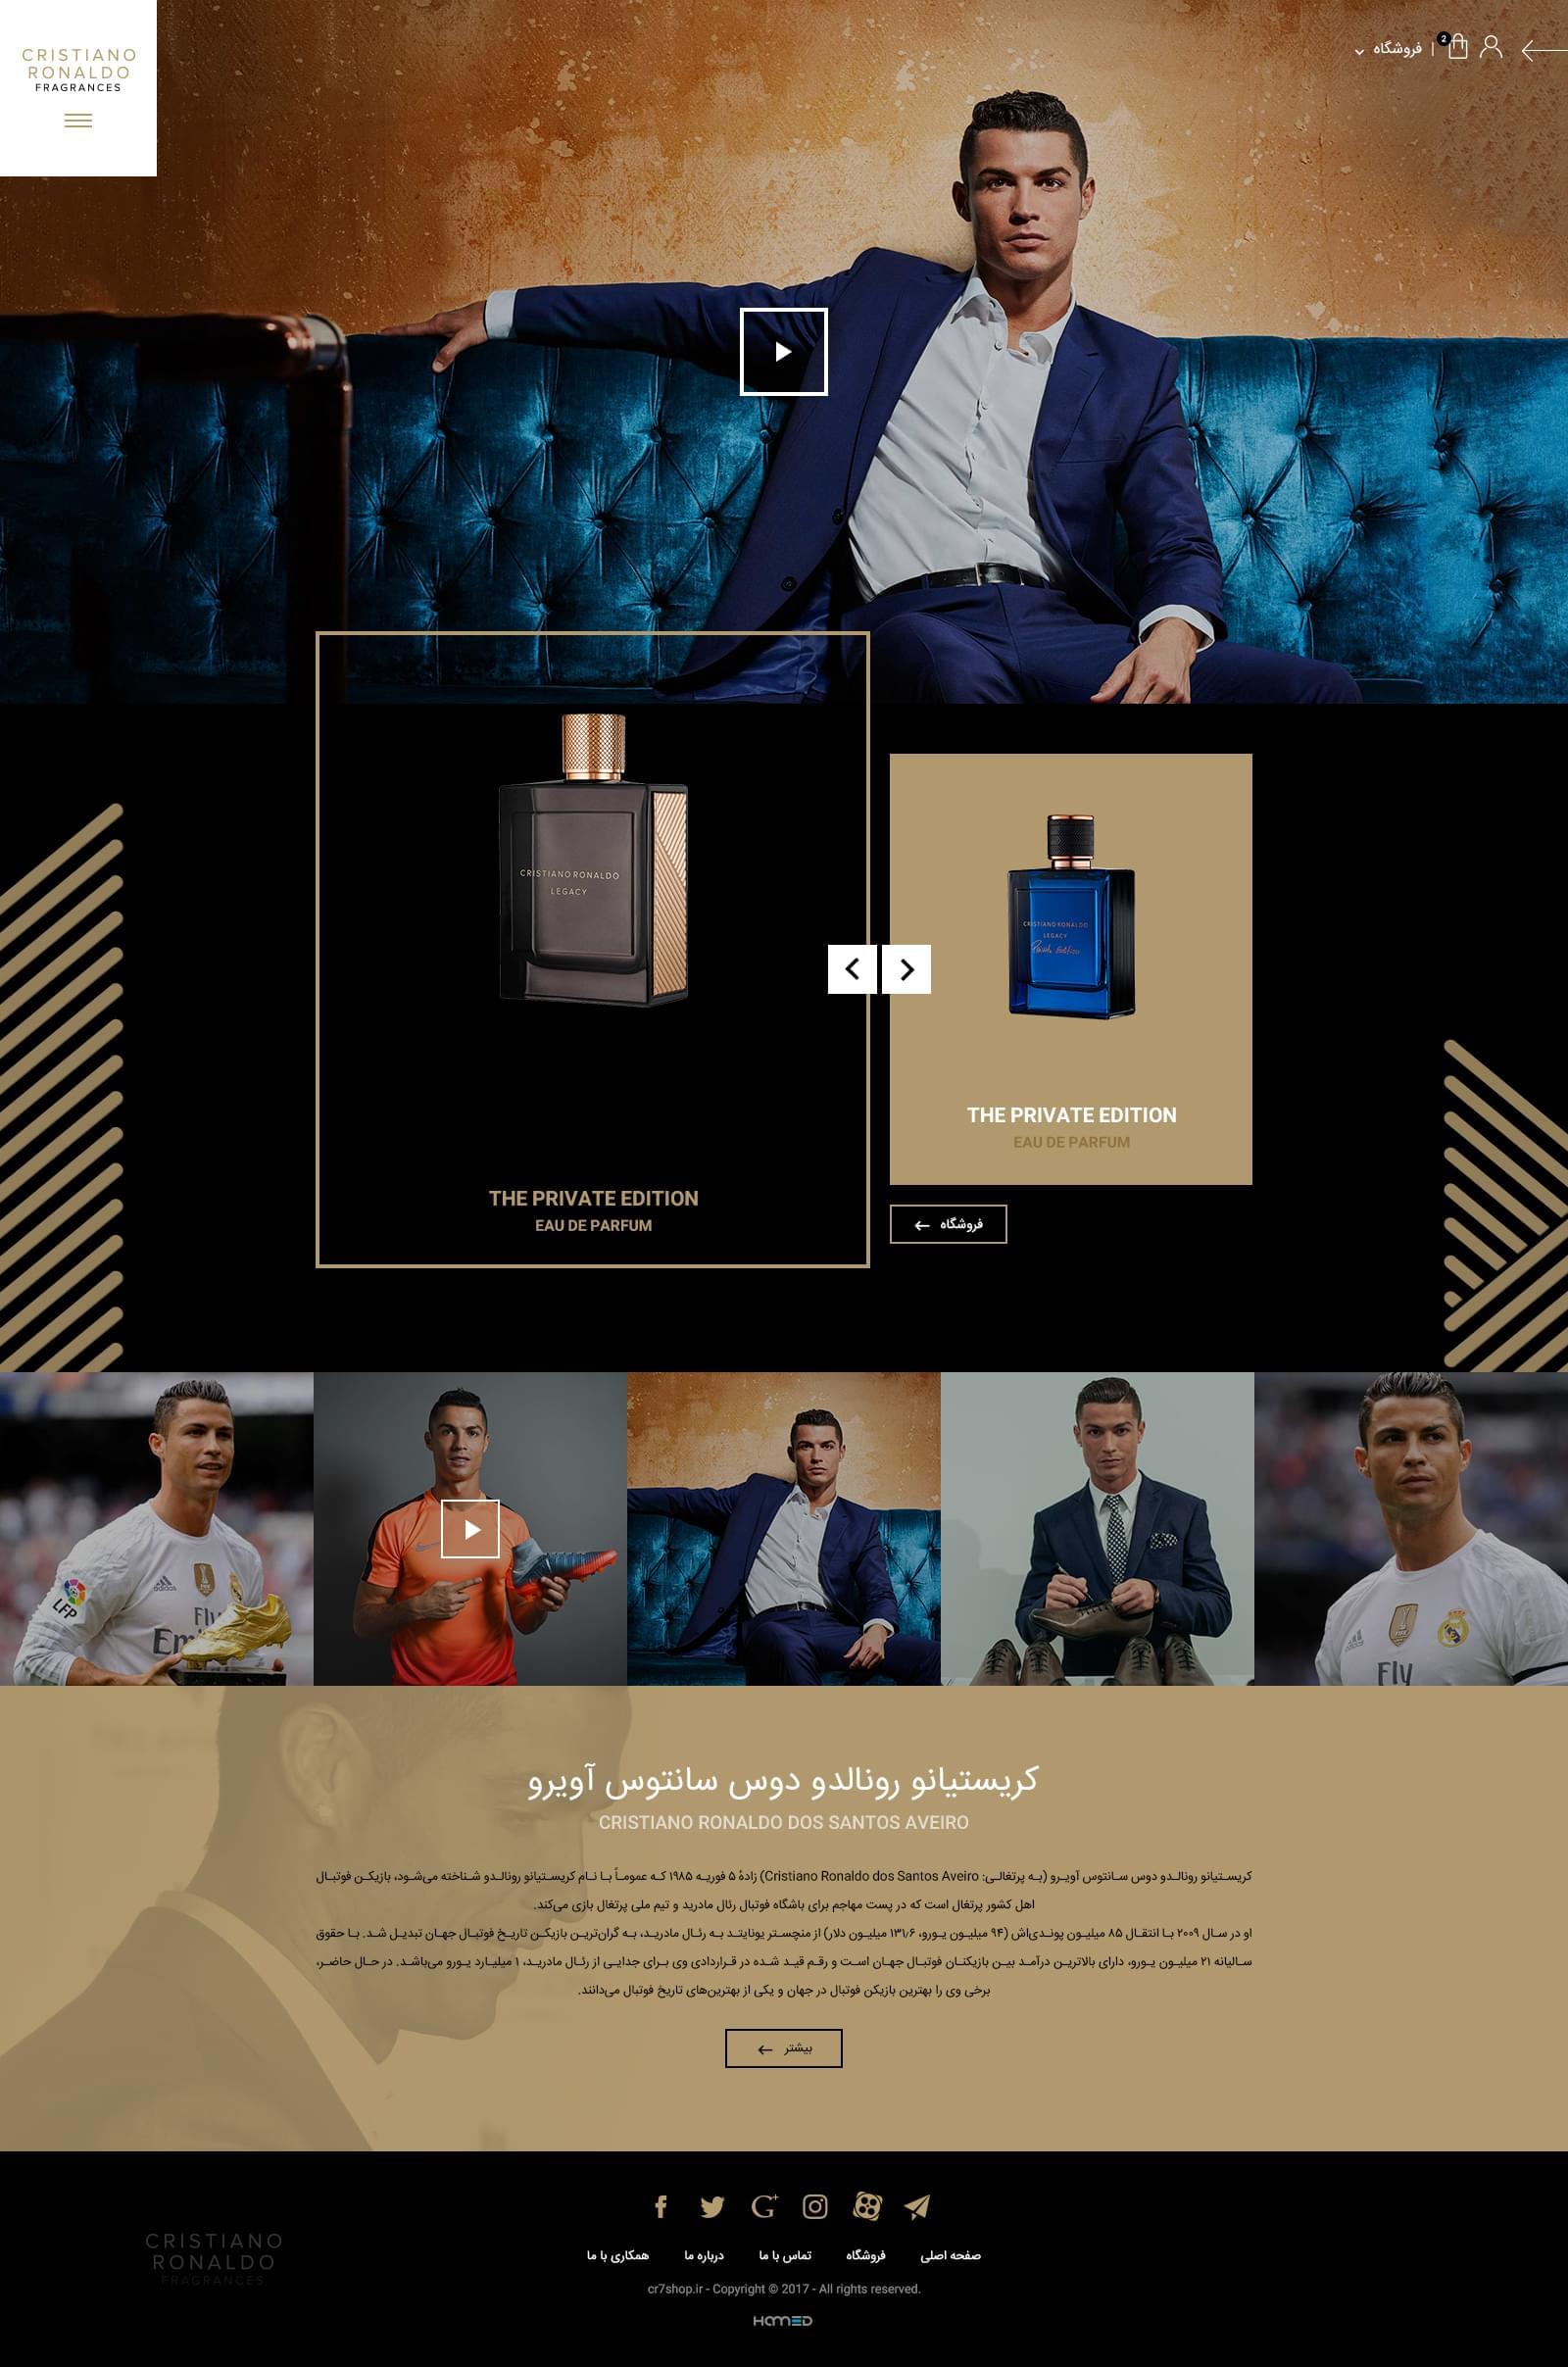 CRISTIANO
RONALDO
FRAGRANCES
2
فروشگاه
CRISTIANO RONALDO
LEGACY
CRISTIANO RONALDO
LEGACY
Private Edition
THE PRIVATE EDITION
EAU DE PARFUM
THE PRIVATE EDITION
EAU DE PARFUM
فروشگاه
LFP
adidas
Fly
Fly
کریستیانو رونالدو دوس سانتوس آویرو
CRISTIANO RONALDO DOS SANTOS AVEIRO
کریستیانو رونالدو دوس سانتوس آویرو (به پرتغالی: Cristiano Ronaldo dos Santos Aveiro) زادهٔ ۵ فوریه ۱۹۸۵ که عموماً با نام کریستیانو رونالدو شناخته می‌شود، بازیکن فوتبال
اهل کشور پرتغال است که در پست مهاجم برای باشگاه فوتبال رئال مادرید و تیم ملی پرتغال بازی می‌کند.
او در سال ۲۰۰۹ با انتقال ۸۵ میلیون پوندی‌اش (۹۴ میلیون یورو، ۱۳۱٫۶ میلیون دلار) از منچستر یونایتد به رئال مادرید، به گران‌ترین بازیکن تاریخ فوتبال جهان تبدیل شد. با حقوق
سالیانه ۲۱ میلیون یورو، دارای بالاترین درآمد بین بازیکنان فوتبال جهان است و رقم قید شده در قراردادی وی برای جدایی از رئال مادرید، ۱ میلیارد یورو می‌باشد. در حال حاضر،
برخی وی را بهترین بازیکن فوتبال در جهان و یکی از بهترین‌های تاریخ فوتبال می‌دانند.
بیشتر
CRISTIANO
RONALDO
FRAGRANCES
صفحه اصلی فروشگاه تماس با ما درباره ما همکاری با ما
cr7shop.ir - Copyright © 2017 - All rights reserved.
HAMED